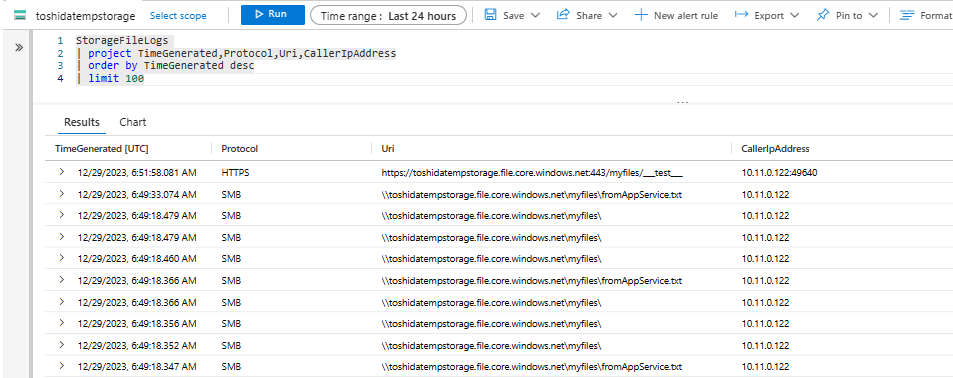 toshidatempstorage Select scope Run Time range : Last 24 hours Save Share New alert rule Export Pin to Format
1 StorageFileLogs
2 | project TimeGenerated,Protocol,Uri,CallerIpAddress
3 | order by TimeGenerated desc
4 | limit 100
Results Chart
TimeGenerated [UTC] Protocol Uri CallerIpAddress
12/29/2023, 6:51:58.081 AM HTTPS https://toshidatempstorage.file.core.windows.net:443/myfiles/___test___ 10.11.0.122:49640
12/29/2023, 6:49:33.074 AM SMB \\toshidatempstorage.file.core.windows.net\myfiles\fromAppService.txt 10.11.0.122
12/29/2023, 6:49:18.479 AM SMB \\toshidatempstorage.file.core.windows.net\myfiles\ 10.11.0.122
12/29/2023, 6:49:18.479 AM SMB \\toshidatempstorage.file.core.windows.net\myfiles\ 10.11.0.122
12/29/2023, 6:49:18.460 AM SMB \\toshidatempstorage.file.core.windows.net\myfiles\ 10.11.0.122
12/29/2023, 6:49:18.366 AM SMB \\toshidatempstorage.file.core.windows.net\myfiles\fromAppService.txt 10.11.0.122
12/29/2023, 6:49:18.366 AM SMB \\toshidatempstorage.file.core.windows.net\myfiles\ 10.11.0.122
12/29/2023, 6:49:18.356 AM SMB \\toshidatempstorage.file.core.windows.net\myfiles\ 10.11.0.122
12/29/2023, 6:49:18.352 AM SMB \\toshidatempstorage.file.core.windows.net\myfiles\ 10.11.0.122
12/29/2023, 6:49:18.347 AM SMB \\toshidatempstorage.file.core.windows.net\myfiles\fromAppService.txt 10.11.0.122